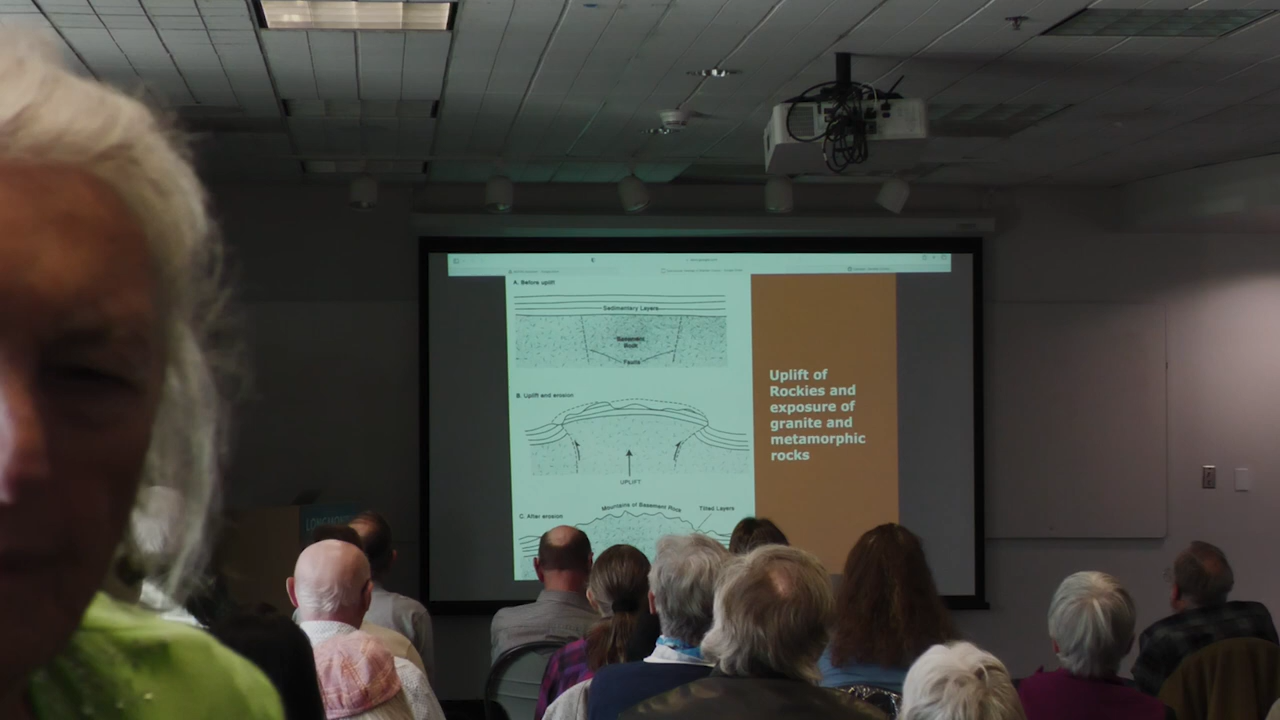 A. Before uplift
Sedimentary Layers
Basement
Rock
Faults
B. Uplift and erosion
UPLIFT
C. After erosion
Mountains of Basement Rock
Tilted Layers
Uplift of
Rockies and
exposure of
granite and
metamorphic
rocks